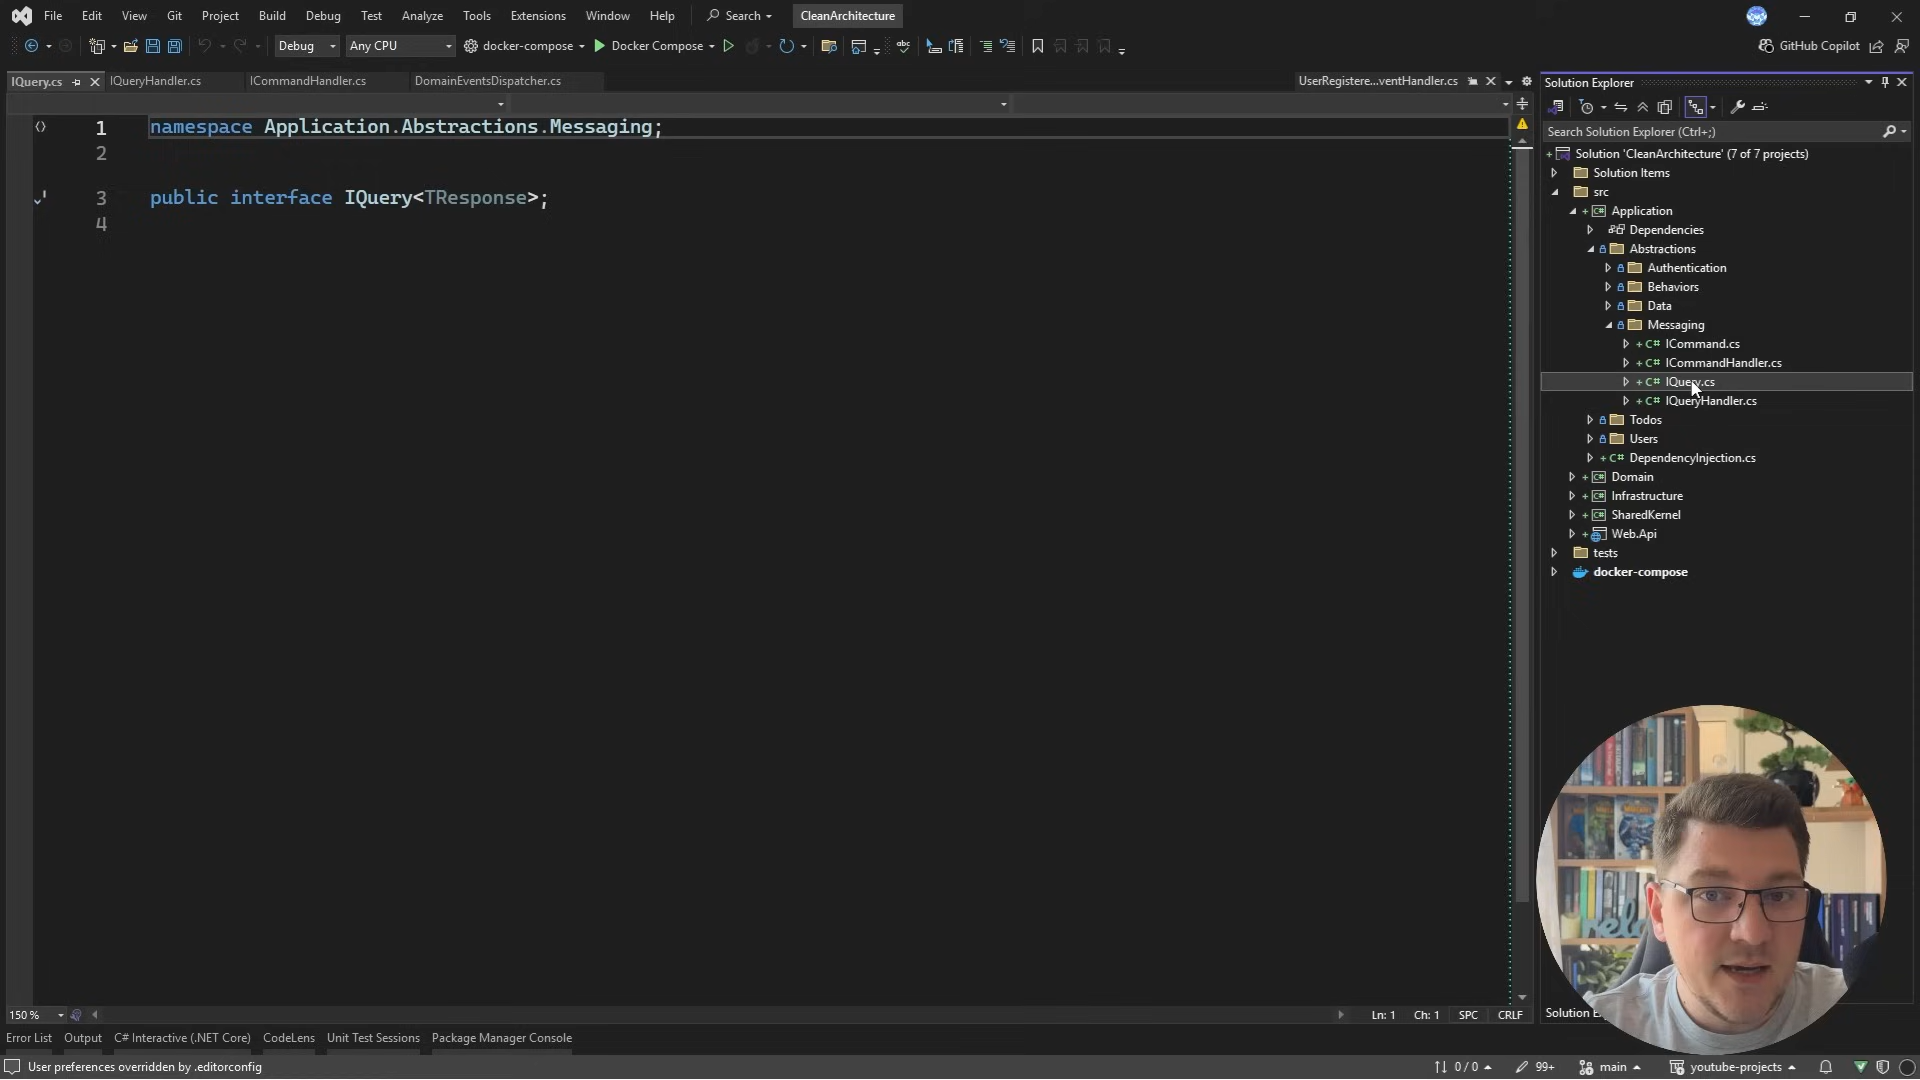 File Edit View Git Project Build Debug Test Analyze Tools Extensions Window Help Search CleanArchitecture
Debug Any CPU docker-compose Docker Compose GitHub Copilot
IQuery.cs IQueryHandler.cs ICommandHandler.cs DomainEventsDispatcher.cs UserRegistere...ventHandler.cs
1 namespace Application.Abstractions.Messaging;
2
3 public interface IQuery<TResponse>;
4
Solution Explorer
Search Solution Explorer (Ctrl+;)
Solution 'CleanArchitecture' (7 of 7 projects)
Solution Items
src
Application
Dependencies
Abstractions
Authentication
Behaviors
Data
Messaging
ICommand.cs
ICommandHandler.cs
IQuery.cs
IQueryHandler.cs
Todos
Users
DependencyInjection.cs
Domain
Infrastructure
SharedKernel
Web.Api
tests
docker-compose
150 % Ln: 1 Ch: 1 SPC CRLF
Solution
Error List Output C# Interactive (.NET Core) CodeLens Unit Test Sessions Package Manager Console
User preferences overridden by .editorconfig 0 / 0 99+ main youtube-projects